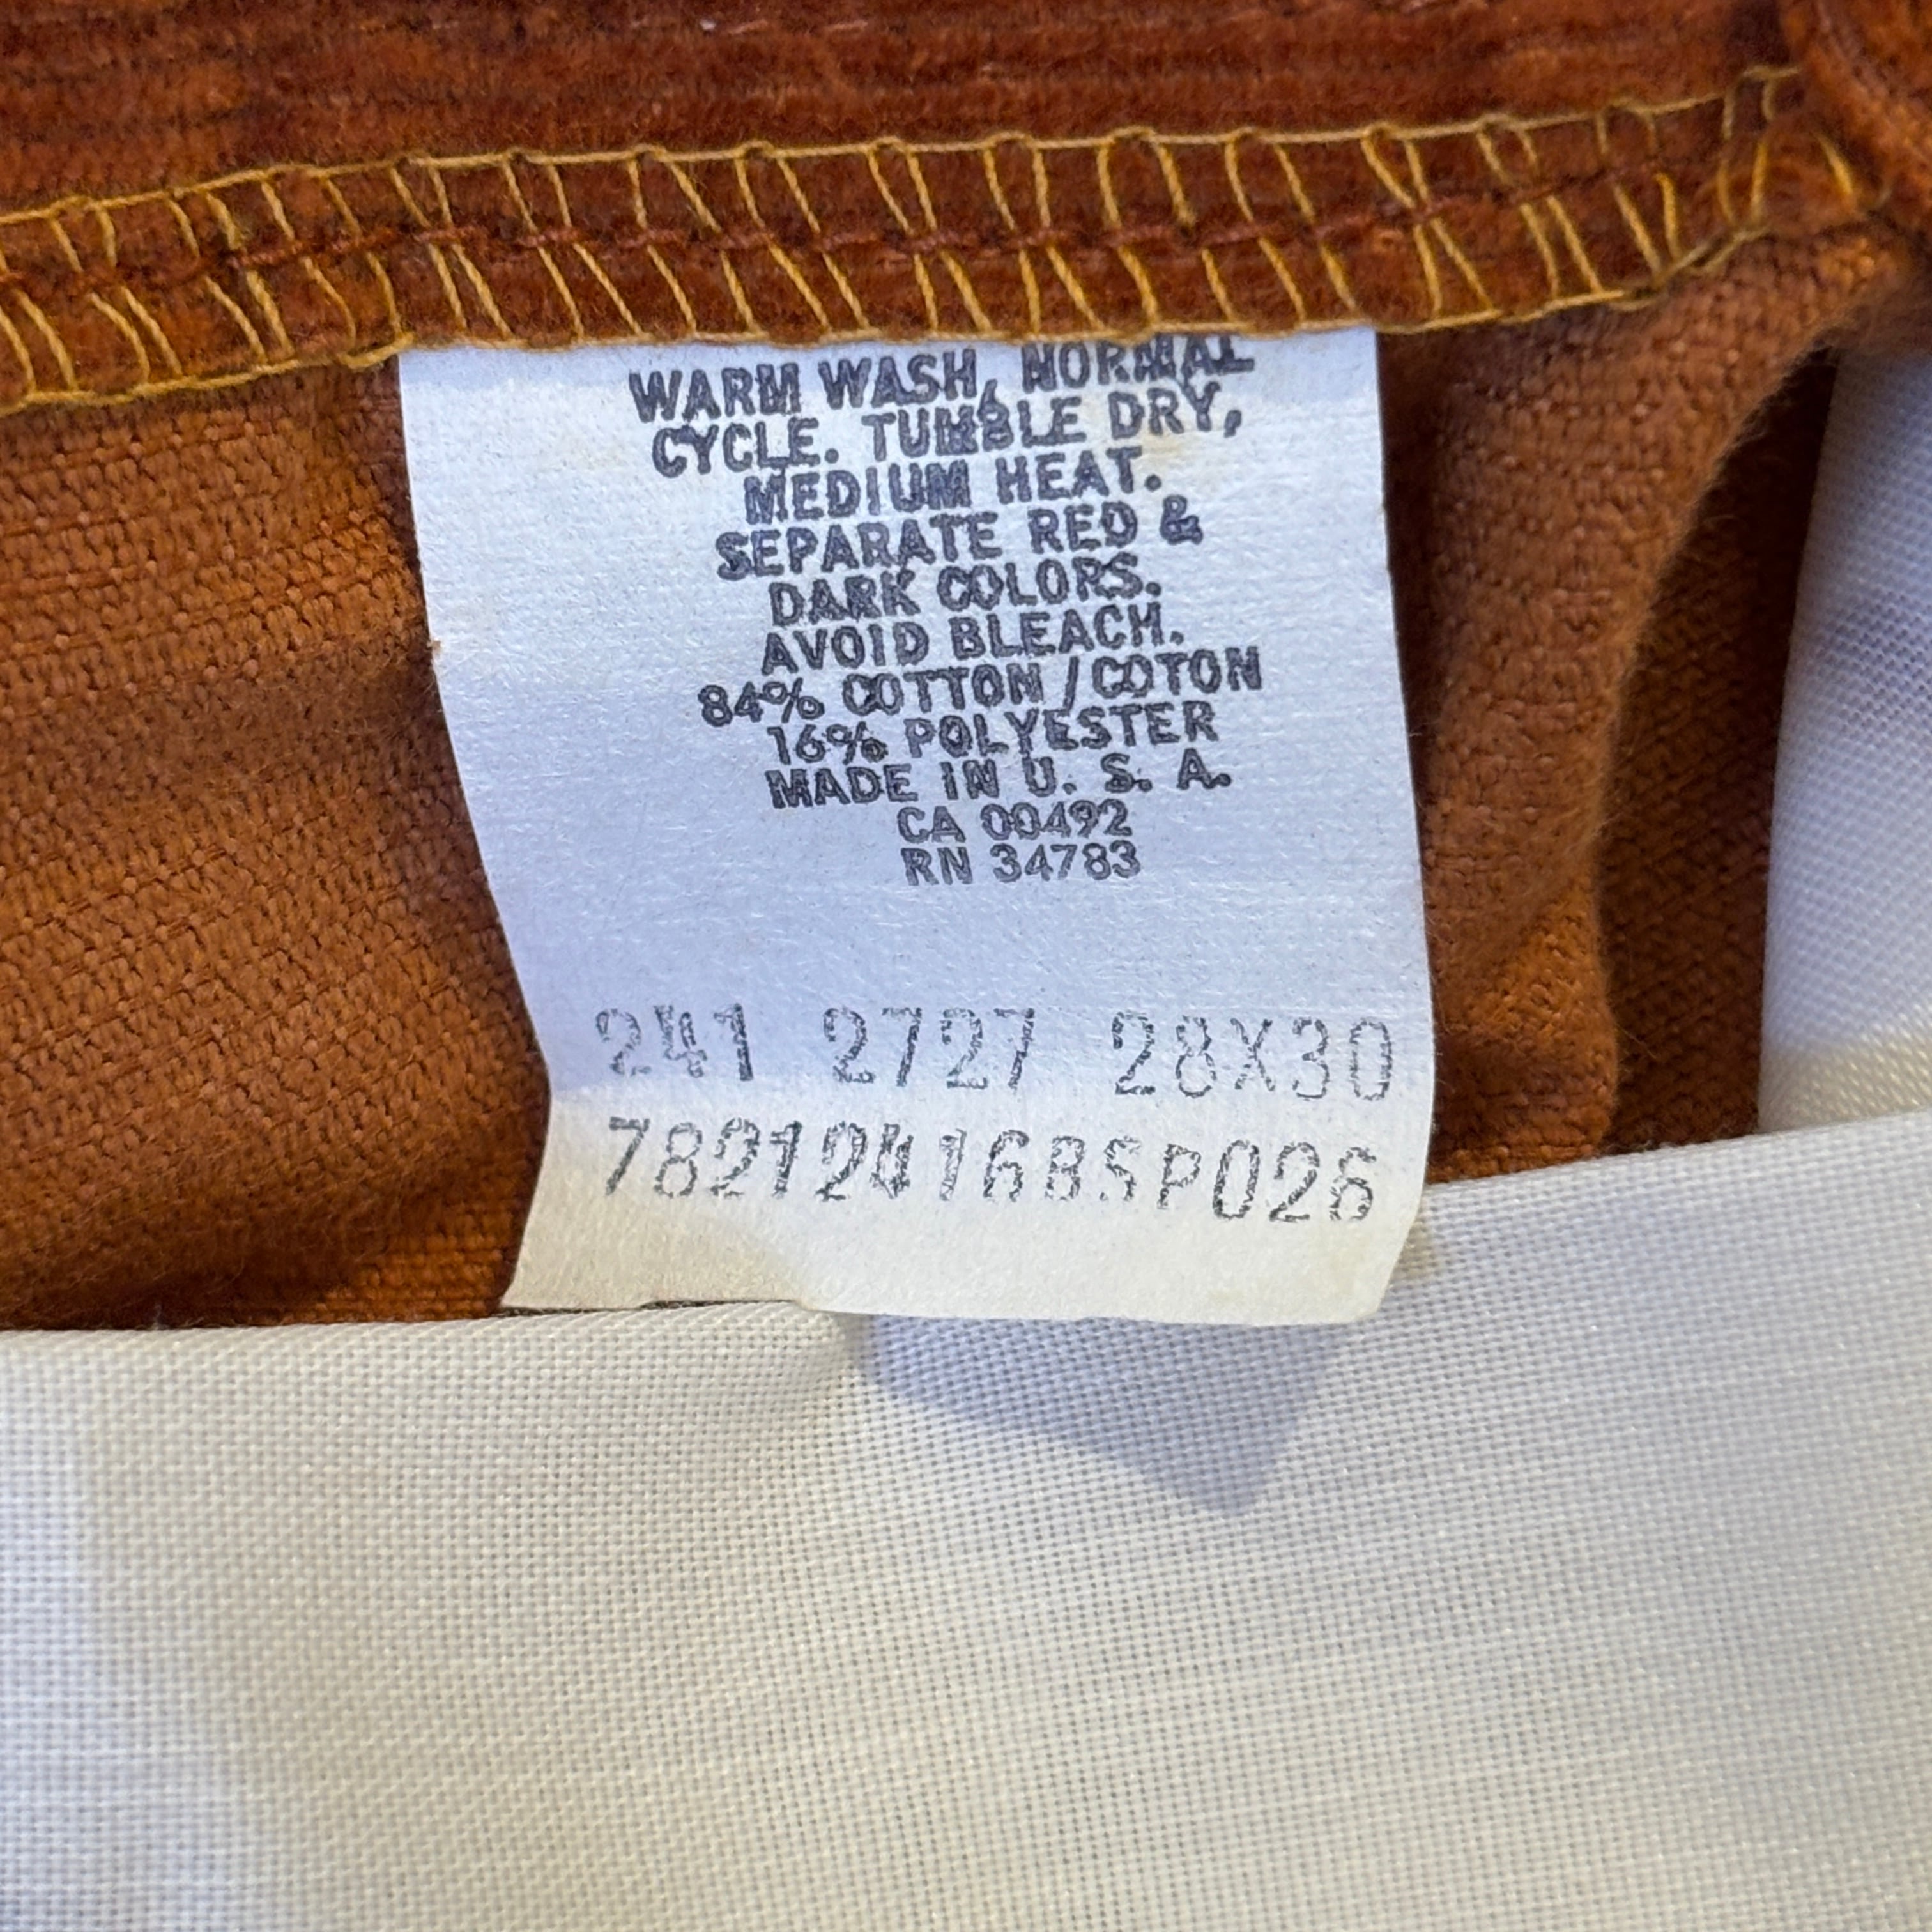 WARM WASH, NORMAL
CYCLE. TUMBLE DRY,
MEDIUM HEAT.
SEPARATE RED &
DARK COLORS.
AVOID BLEACH.
84% COTTON/COTON
16% POLYESTER
MADE IN U. S. A.
CA 00492
RN 34783
241 2727 28X30
782124168SP026